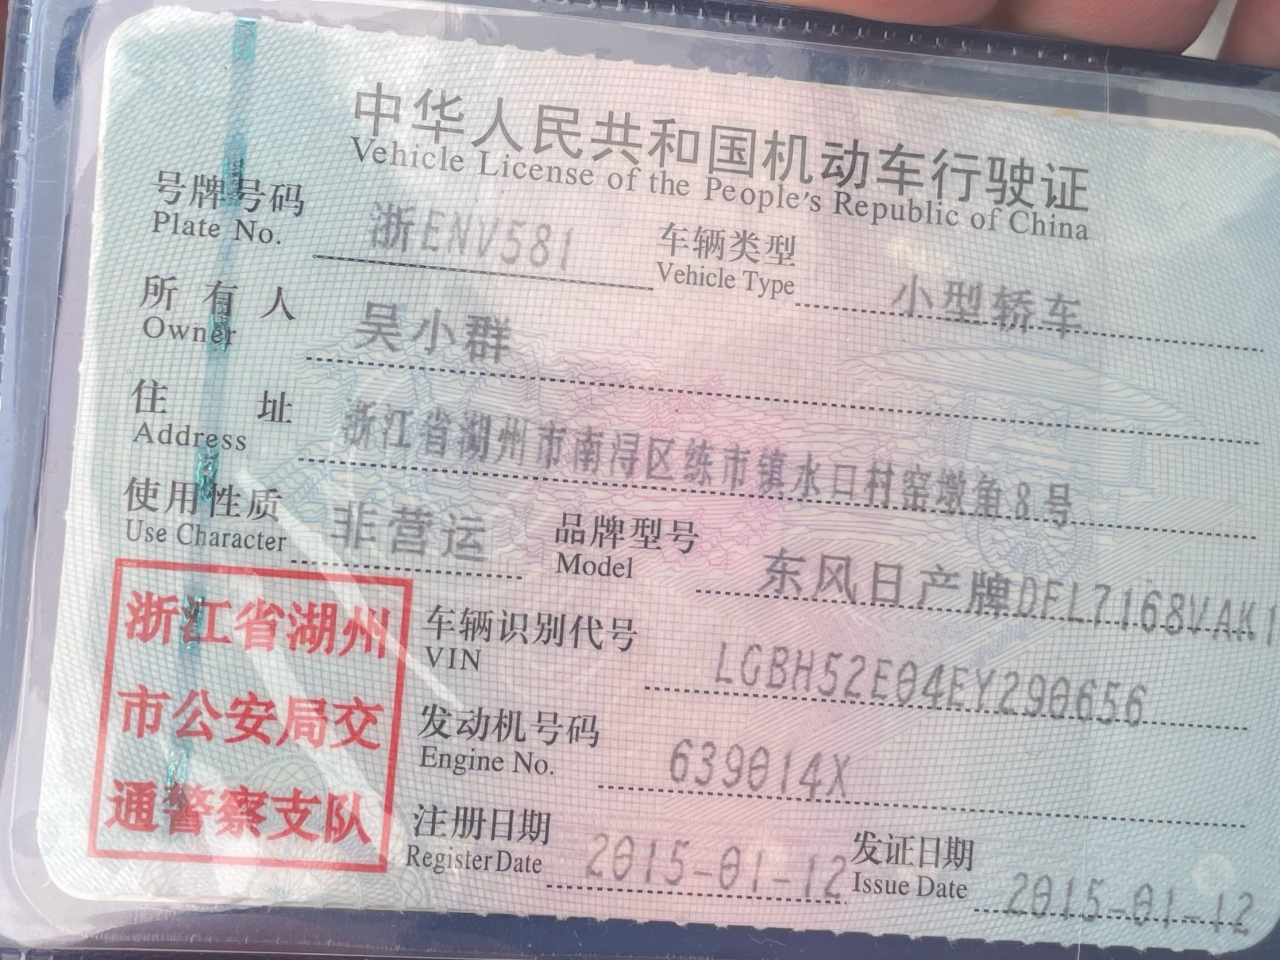 中华人民共和国机动车行驶证
Vehicle License of the People's Republic of China
号牌号码 浙ENV581 车辆类型 小型轿车
Plate No. Vehicle Type
所有人 吴小群
Owner
住址 浙江省湖州市南浔区练市镇水口村窑墩角8号
Address
使用性质 非营运 品牌型号 东风日产牌DFL7168VAK1
Use Character Model
浙江省湖州
市公安局交
通警察支队
车辆识别代号 LGBH52E04EY290656
VIN
发动机号码 639014X
Engine No.
注册日期 2015-01-12 发证日期 2015-01-12
Register Date Issue Date